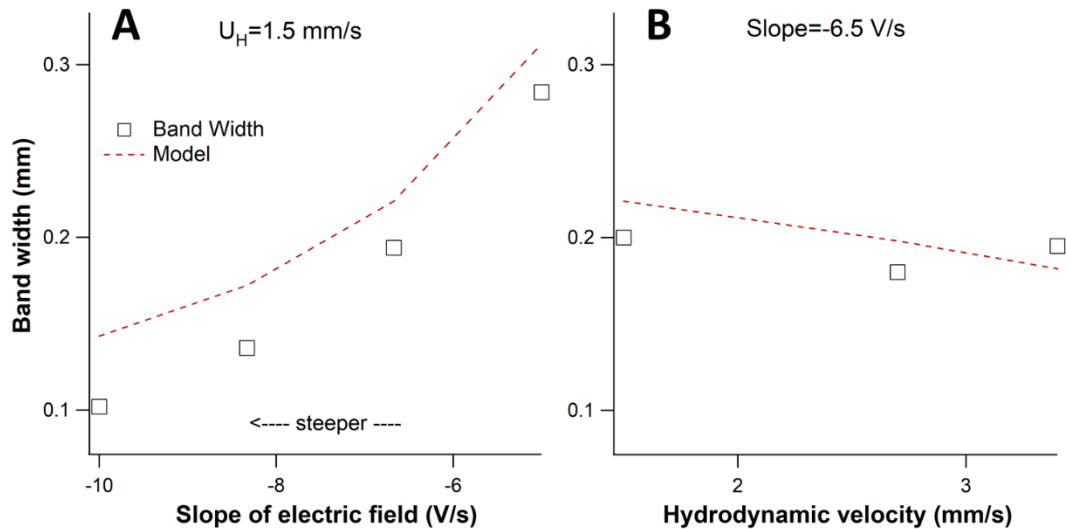 A
U_H=1.5 mm/s
Band Width
Model
<---- steeper ----
0.3
0.2
0.1
Band width (mm)
-10
-8
-6
Slope of electric field (V/s)
B
Slope=-6.5 V/s
0.3
0.2
0.1
2
3
Hydrodynamic velocity (mm/s)